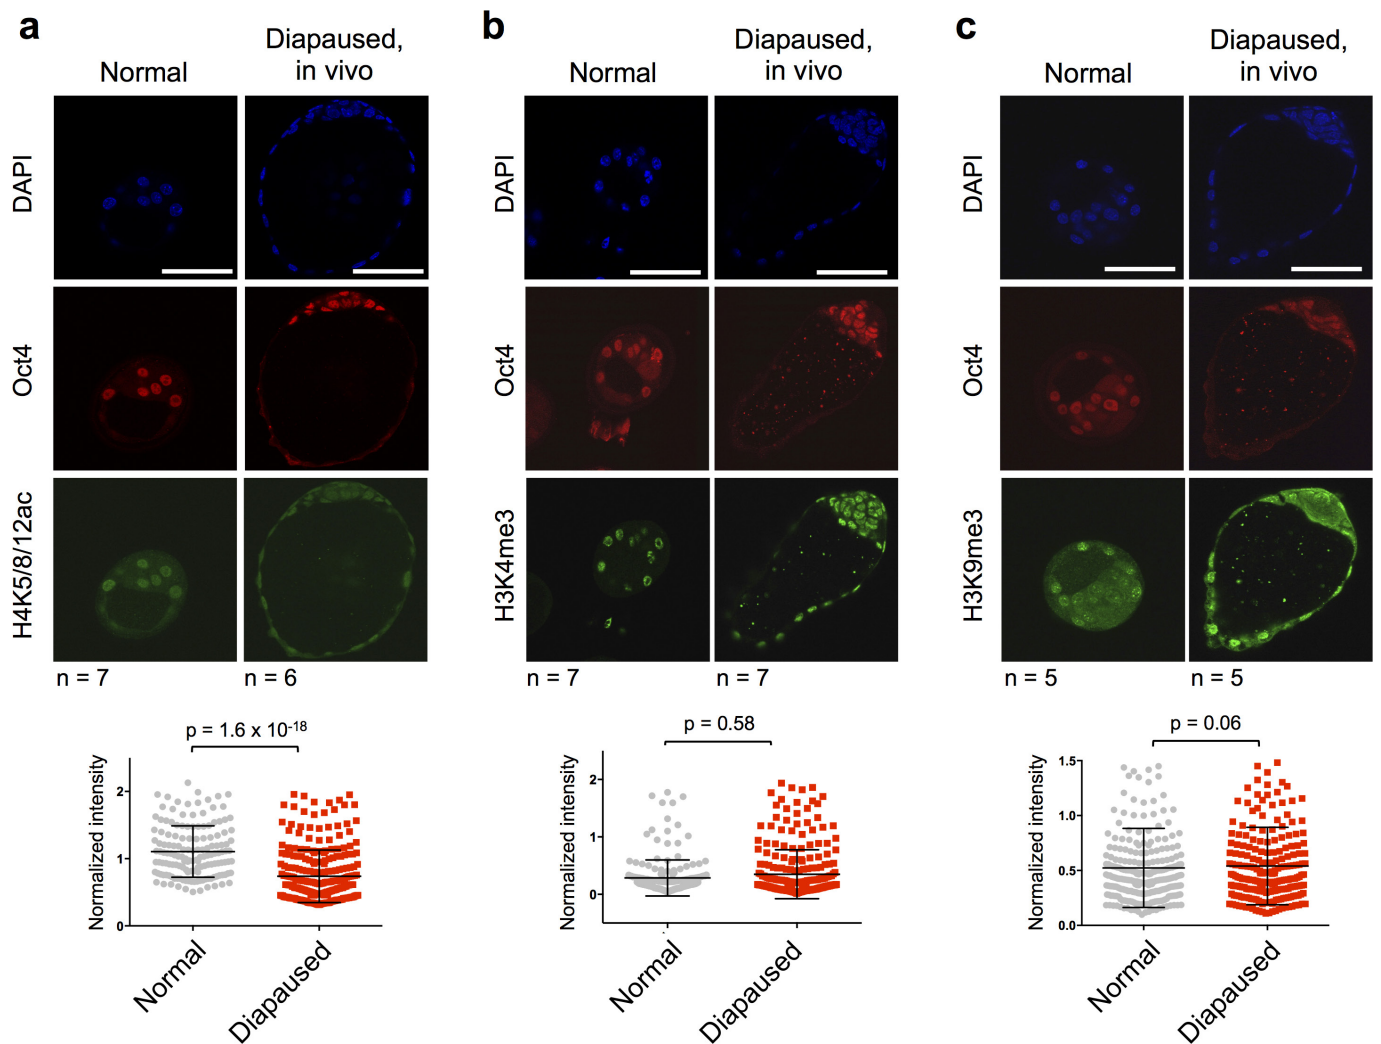 a
Normal
Diapaused,
in vivo
DAPI
Oct4
H4K5/8/12ac
n = 7
n = 6
p = 1.6 x 10-18
Normalized intensity
2
1
0
Normal
Diapaused
b
Normal
Diapaused,
in vivo
DAPI
Oct4
H3K4me3
n = 7
n = 7
p = 0.58
Normalized intensity
2
1
0
Normal
Diapaused
c
Normal
Diapaused,
in vivo
DAPI
Oct4
H3K9me3
n = 5
n = 5
p = 0.06
Normalized intensity
1.5
1.0
0.5
0.0
Normal
Diapaused